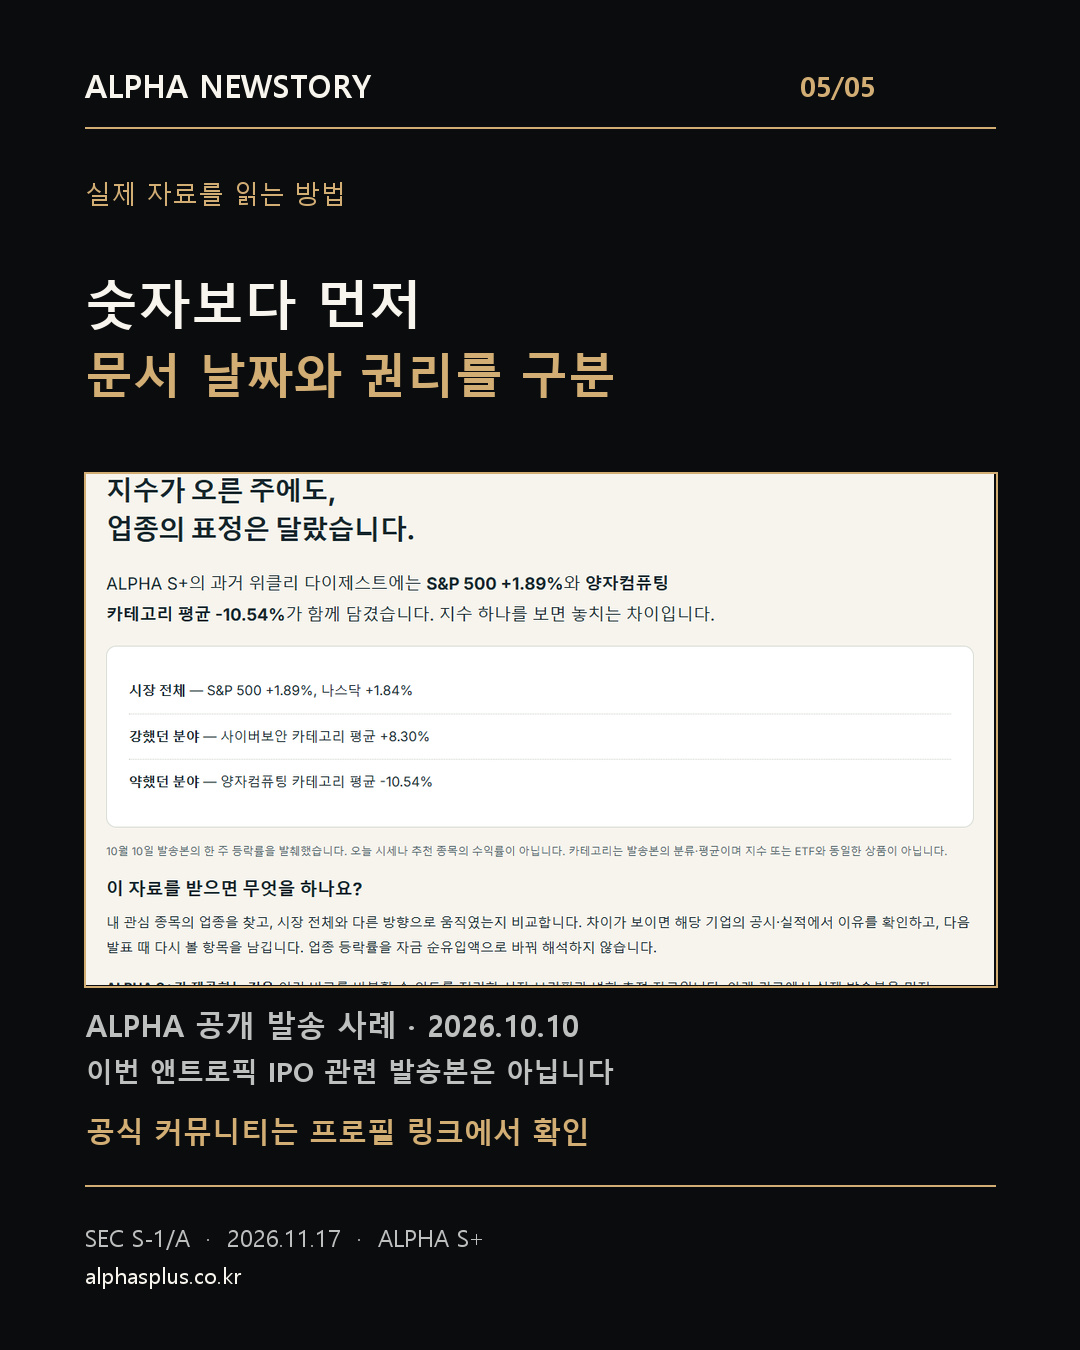 ALPHA NEWSTORY
05/05
실제 자료를 읽는 방법
숫자보다 먼저
문서 날짜와 권리를 구분
지수가 오른 주에도,
업종의 표정은 달랐습니다.
ALPHA S+의 과거 위클리 다이제스트에는 S&P 500 +1.89%와 양자컴퓨팅
카테고리 평균 -10.54%가 함께 담겼습니다. 지수 하나를 보면 놓치는 차이입니다.
시장 전체 — S&P 500 +1.89%, 나스닥 +1.84%
강했던 분야 — 사이버보안 카테고리 평균 +8.30%
약했던 분야 — 양자컴퓨팅 카테고리 평균 -10.54%
10월 10일 발송본의 한 주 등락률을 발췌했습니다. 오늘 시세나 추천 종목의 수익률이 아닙니다. 카테고리는 발송본의 분류·평균이며 지수 또는 ETF와 동일한 상품이 아닙니다.
이 자료를 받으면 무엇을 하나요?
내 관심 종목의 업종을 찾고, 시장 전체와 다른 방향으로 움직였는지 비교합니다. 차이가 보이면 해당 기업의 공시·실적에서 이유를 확인하고, 다음
발표 때 다시 볼 항목을 남깁니다. 업종 등락률을 자금 순유입액으로 바꿔 해석하지 않습니다.
ALPHA 공개 발송 사례 · 2026.10.10
이번 앤트로픽 IPO 관련 발송본은 아닙니다
공식 커뮤니티는 프로필 링크에서 확인
SEC S-1/A · 2026.11.17 · ALPHA S+
alphasplus.co.kr